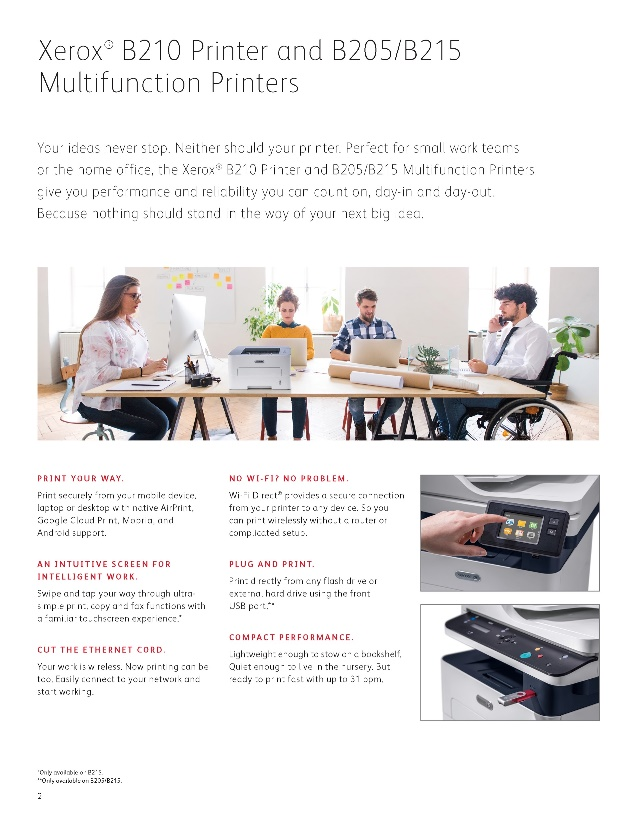 Xerox® B210 Printer and B205/B215
Multifunction Printers
Your ideas never stop. Neither should your printer. Perfect for small work teams
or the home office, the Xerox® B210 Printer and B205/B215 Multifunction Printers
give you performance and reliability you can count on, day-in and day-out.
Because nothing should stand in the way of your next big idea.
PRINT YOUR WAY.
Print securely from your mobile device,
laptop or desktop with native AirPrint,
Google Cloud Print, Mopria, and
Android support.
AN INTUITIVE SCREEN FOR
INTELLIGENT WORK.
Swipe and tap your way through ultra-
simple print, copy and fax functions with
a familiar touchscreen experience.*
CUT THE ETHERNET CORD.
Your work is wireless. Now printing can be
too. Easily connect to your network and
start working.
NO WI-FI? NO PROBLEM.
Wi-Fi Direct® provides a secure connection
from your printer to any device. So you
can print wirelessly without a router or
complicated setup.
PLUG AND PRINT.
Print directly from any flash drive or
external hard drive using the front
USB port.**
COMPACT PERFORMANCE.
Lightweight enough to stow on a bookshelf.
Quiet enough to live in the nursery. But
ready to print fast with up to 31 ppm.
*Only available on B215.
**Only available on B205/B215.
2